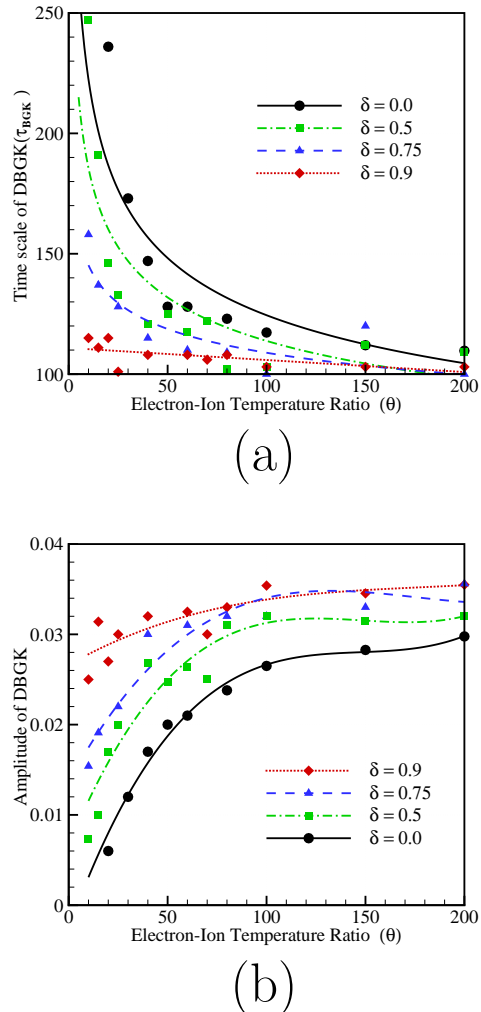 250
200
150
100
Time scale of DBGK(τBGK)
δ = 0.0
δ = 0.5
δ = 0.75
δ = 0.9
0 50 100 150 200
Electron-Ion Temperature Ratio (θ)
(a)
0.04
0.03
0.02
0.01
0
Amplitude of DBGK
δ = 0.9
δ = 0.75
δ = 0.5
δ = 0.0
0 50 100 150 200
Electron-Ion Temperature Ratio (θ)
(b)